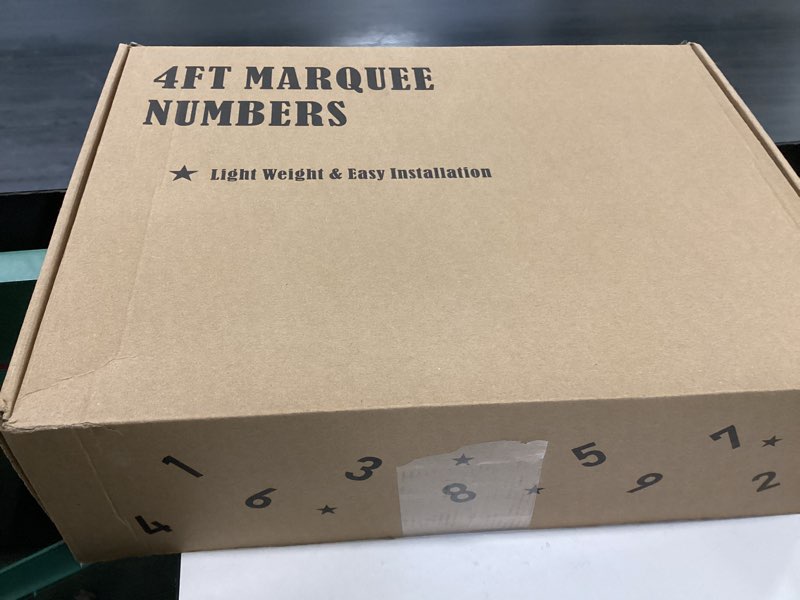 4FT MARQUEE
NUMBERS
★ Light Weight & Easy Installation
1 3 5 7
4 6 8 9 2